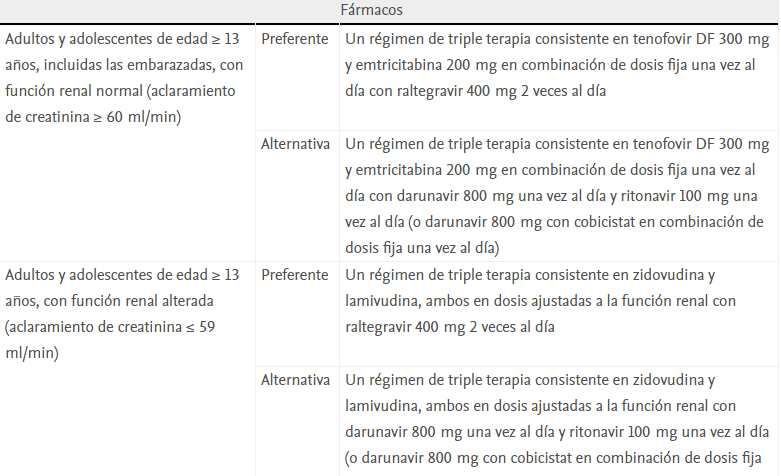 Fármacos
Adultos y adolescentes de edad ≥ 13
años, incluidas las embarazadas, con
función renal normal (aclaramiento
de creatinina ≥ 60 ml/min)
Preferente
Un régimen de triple terapia consistente en tenofovir DF 300 mg
y emtricitabina 200 mg en combinación de dosis fija una vez al
día con raltegravir 400 mg 2 veces al día
Alternativa
Un régimen de triple terapia consistente en tenofovir DF 300 mg
y emtricitabina 200 mg en combinación de dosis fija una vez al
día con darunavir 800 mg una vez al día y ritonavir 100 mg una
vez al día (o darunavir 800 mg con cobicistat en combinación de
dosis fija una vez al día)
Adultos y adolescentes de edad ≥ 13
años, con función renal alterada
(aclaramiento de creatinina ≤ 59
ml/min)
Preferente
Un régimen de triple terapia consistente en zidovudina y
lamivudina, ambos en dosis ajustadas a la función renal con
raltegravir 400 mg 2 veces al día
Alternativa
Un régimen de triple terapia consistente en zidovudina y
lamivudina, ambos en dosis ajustadas a la función renal con
darunavir 800 mg una vez al día y ritonavir 100 mg una vez al día
(o darunavir 800 mg con cobicistat en combinación de dosis fija